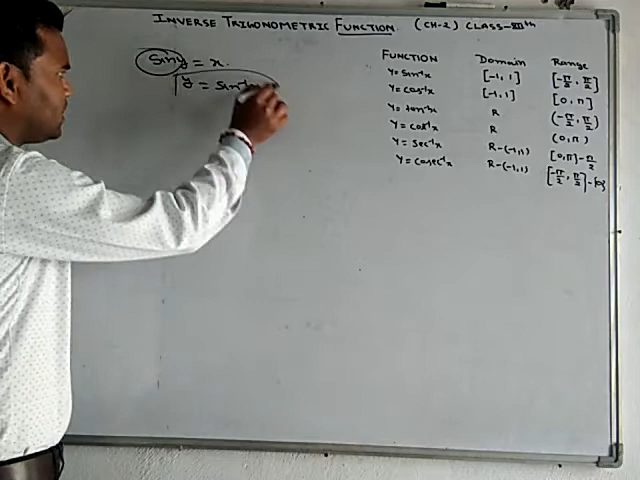 INVERSE TRIGONOMETRIC FUNCTION (CH-2) CLASS-XIIth
siny = x.
y = sin⁻¹x
FUNCTION Domain Range
y=sin⁻¹x [-1, 1] [-π/2, π/2]
y=cos⁻¹x [-1, 1] [0, π]
y=tan⁻¹x R (-π/2, π/2)
y=cot⁻¹x R (0, π)
y=sec⁻¹x R-(-1,1) [0, π]-π/2
y=cosec⁻¹x R-(-1,1) [-π/2, π/2]-{0}